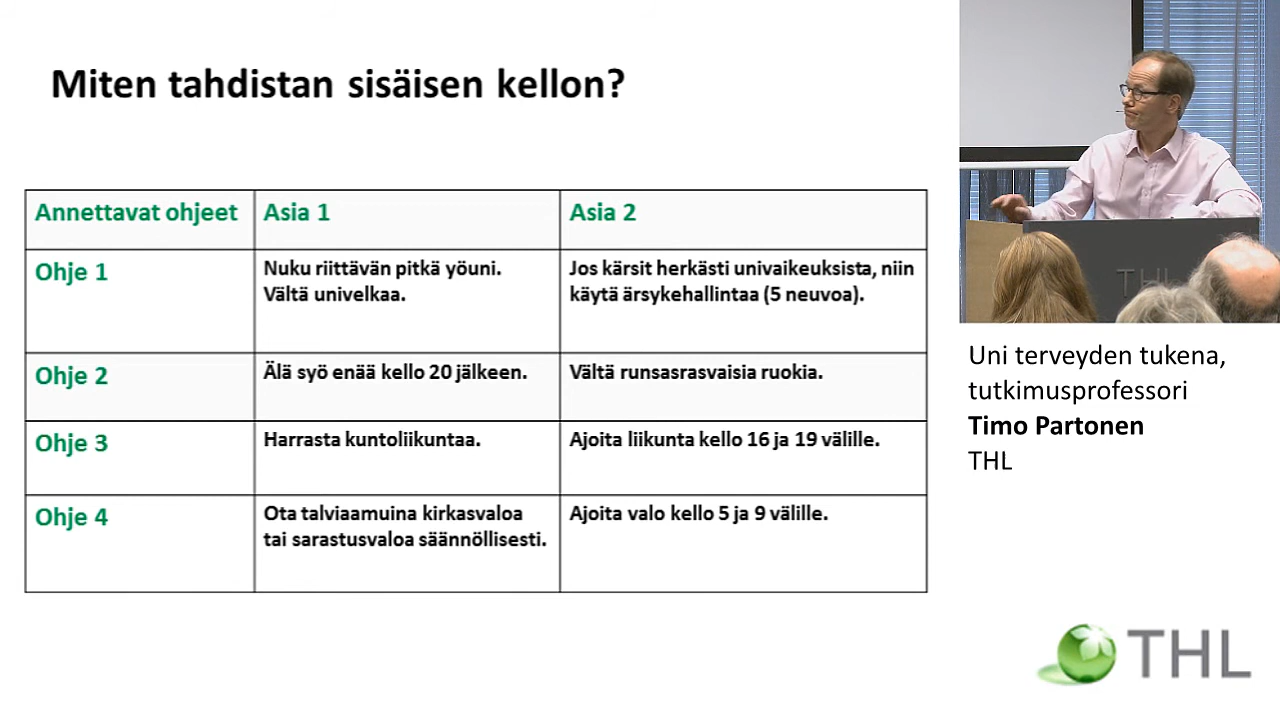 Miten tahdistan sisäisen kellon?
Annettavat ohjeet
Asia 1
Asia 2
Ohje 1
Nuku riittävän pitkä yöuni.
Vältä univelkaa.
Jos kärsit herkästi univaikeuksista, niin
käytä ärsykehallintaa (5 neuvoa).
Ohje 2
Älä syö enää kello 20 jälkeen.
Vältä runsasrasvaisia ruokia.
Ohje 3
Harrasta kuntoliikuntaa.
Ajoita liikunta kello 16 ja 19 välille.
Ohje 4
Ota talviaamuina kirkasvaloa
tai sarastusvaloa säännöllisesti.
Ajoita valo kello 5 ja 9 välille.
THL
Uni terveyden tukena,
tutkimusprofessori
Timo Partonen
THL
THL